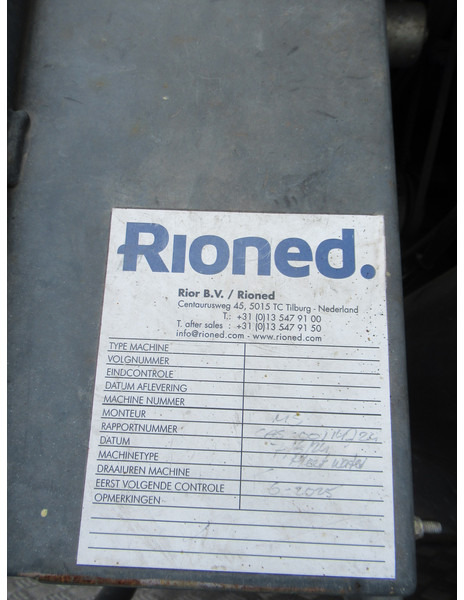 Rioned.
Rior B.V. / Rioned
Centaurusweg 45, 5015 TC Tilburg - Nederland
T.: +31 (0)13 547 91 00
T. after sales : +31 (0)13 547 91 50
info@rioned.com - www.rioned.com
TYPE MACHINE
VOLGNUMMER
EINDCONTROLE
DATUM AFLEVERING
MACHINE NUMMER
MONTEUR MS
RAPPORTNUMMER
DATUM
MACHINETYPE
DRAAIUREN MACHINE
EERST VOLGENDE CONTROLE 6-2025
OPMERKINGEN